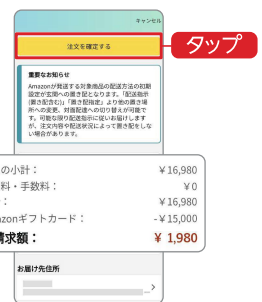 キャンセル
注文を確定する
タップ
重要なお知らせ
Amazonが発送する対象商品の配送方法の初期
設定が玄関への置き配となります。「配送指示
(置き配含む)」「置き配指定」より他の置き場
所への変更、対面配達への切り替えが可能で
す。可能な限り配送指示に従いお届けします
が、注文内容や配送状況によって置き配をしな
い場合があります。
の小計： ￥16,980
料・手数料： ￥0
： ￥16,980
zonギフトカード： -￥15,000
請求額： ￥ 1,980
お届け先住所